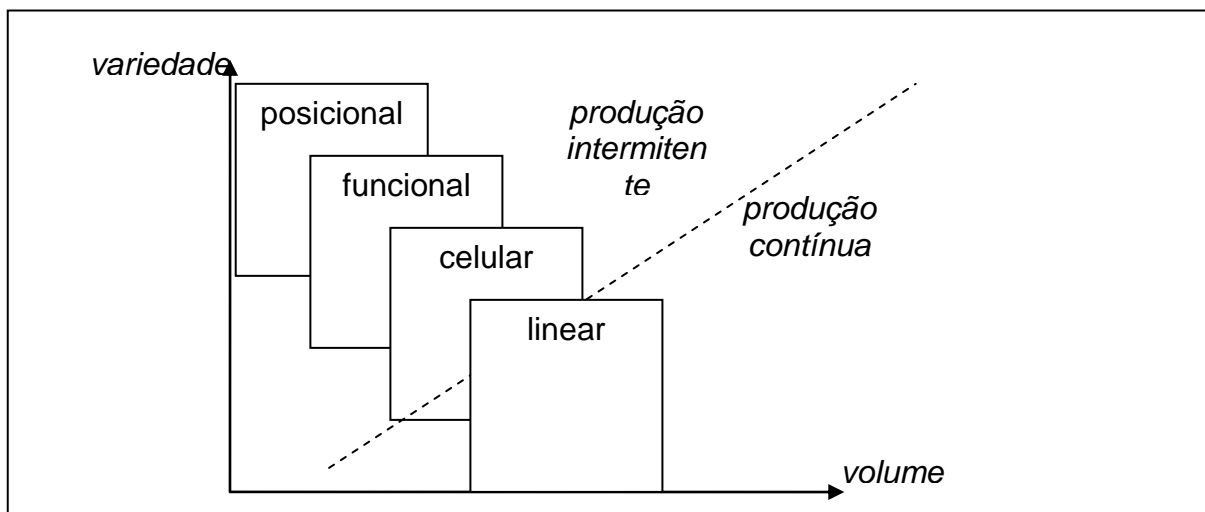 variedade
posicional
funcional
celular
linear
produção
intermiten
te
produção
contínua
volume